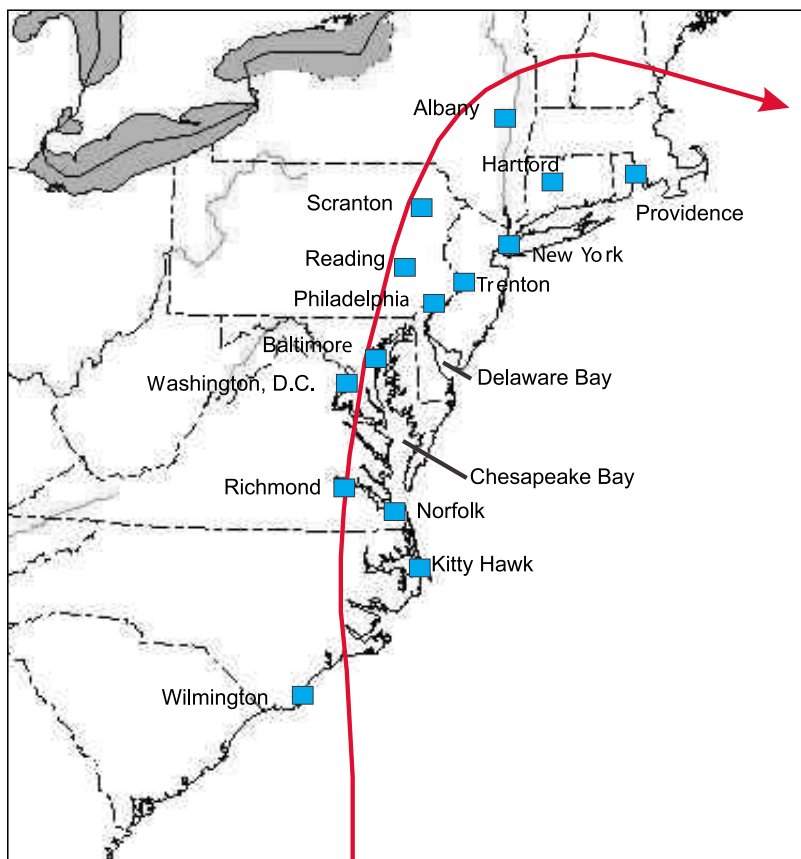 Albany
Hartford
Scranton
Providence
New York
Reading
Trenton
Philadelphia
Baltimore
Washington, D.C.
Delaware Bay
Chesapeake Bay
Richmond
Norfolk
Kitty Hawk
Wilmington